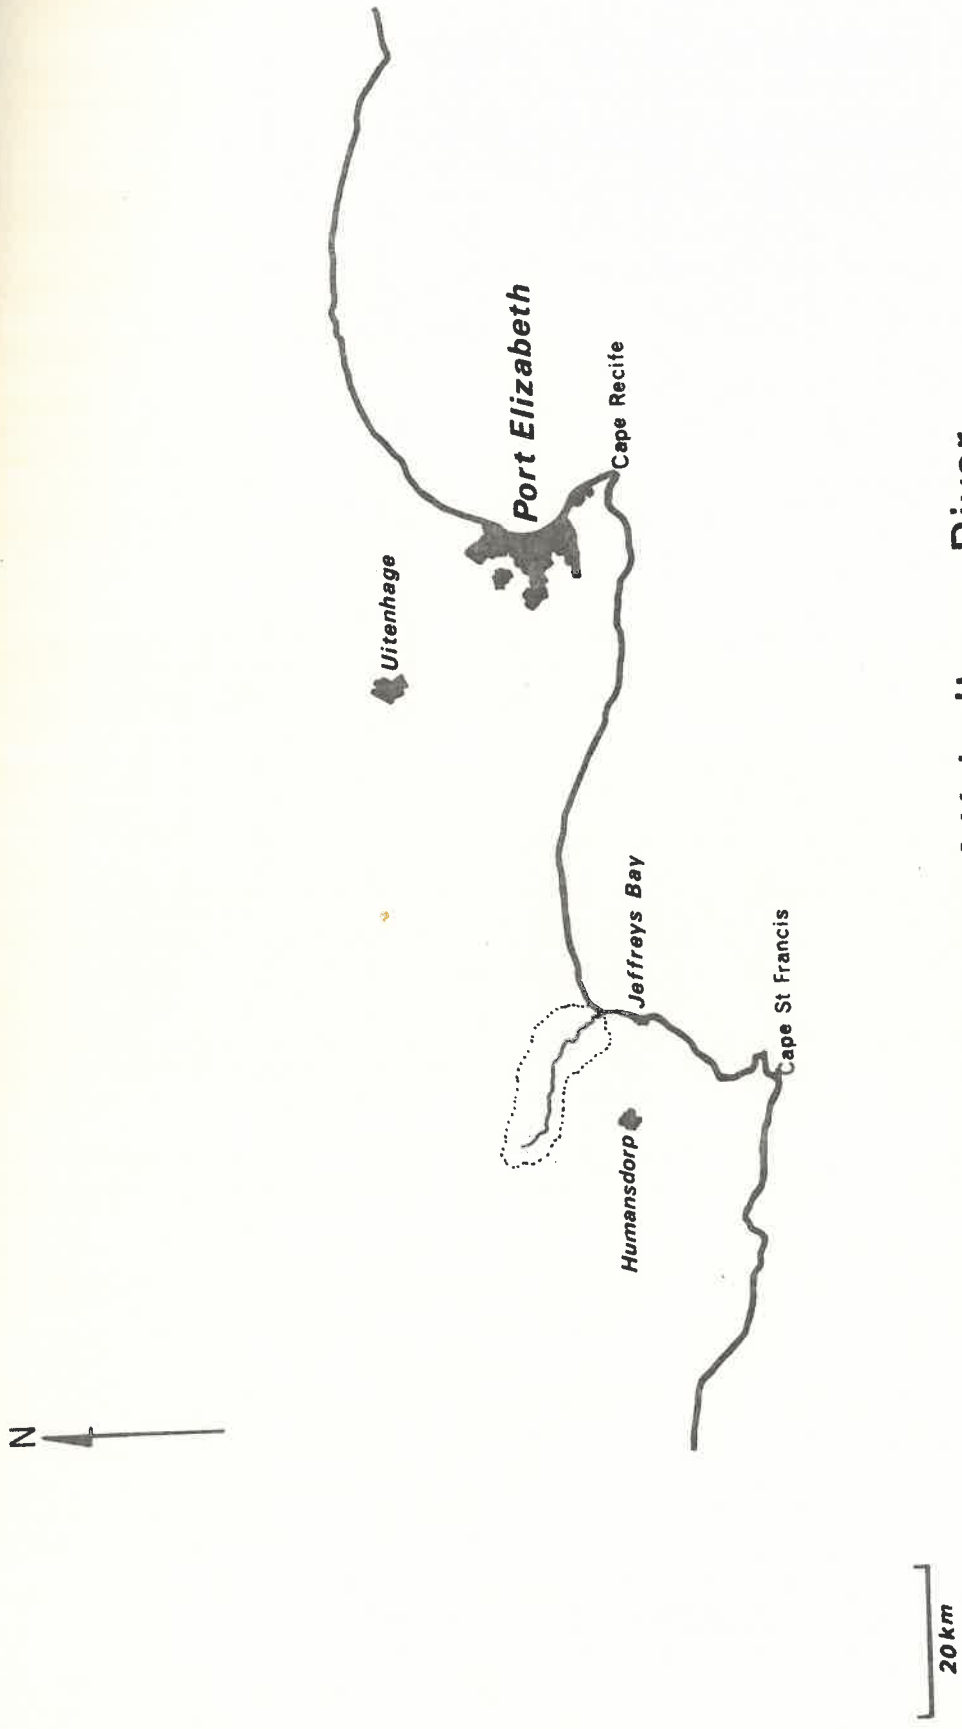 N
Uitenhage
Port Elizabeth
Cape Recife
Jeffreys Bay
Humansdorp
Cape St Francis
20 km